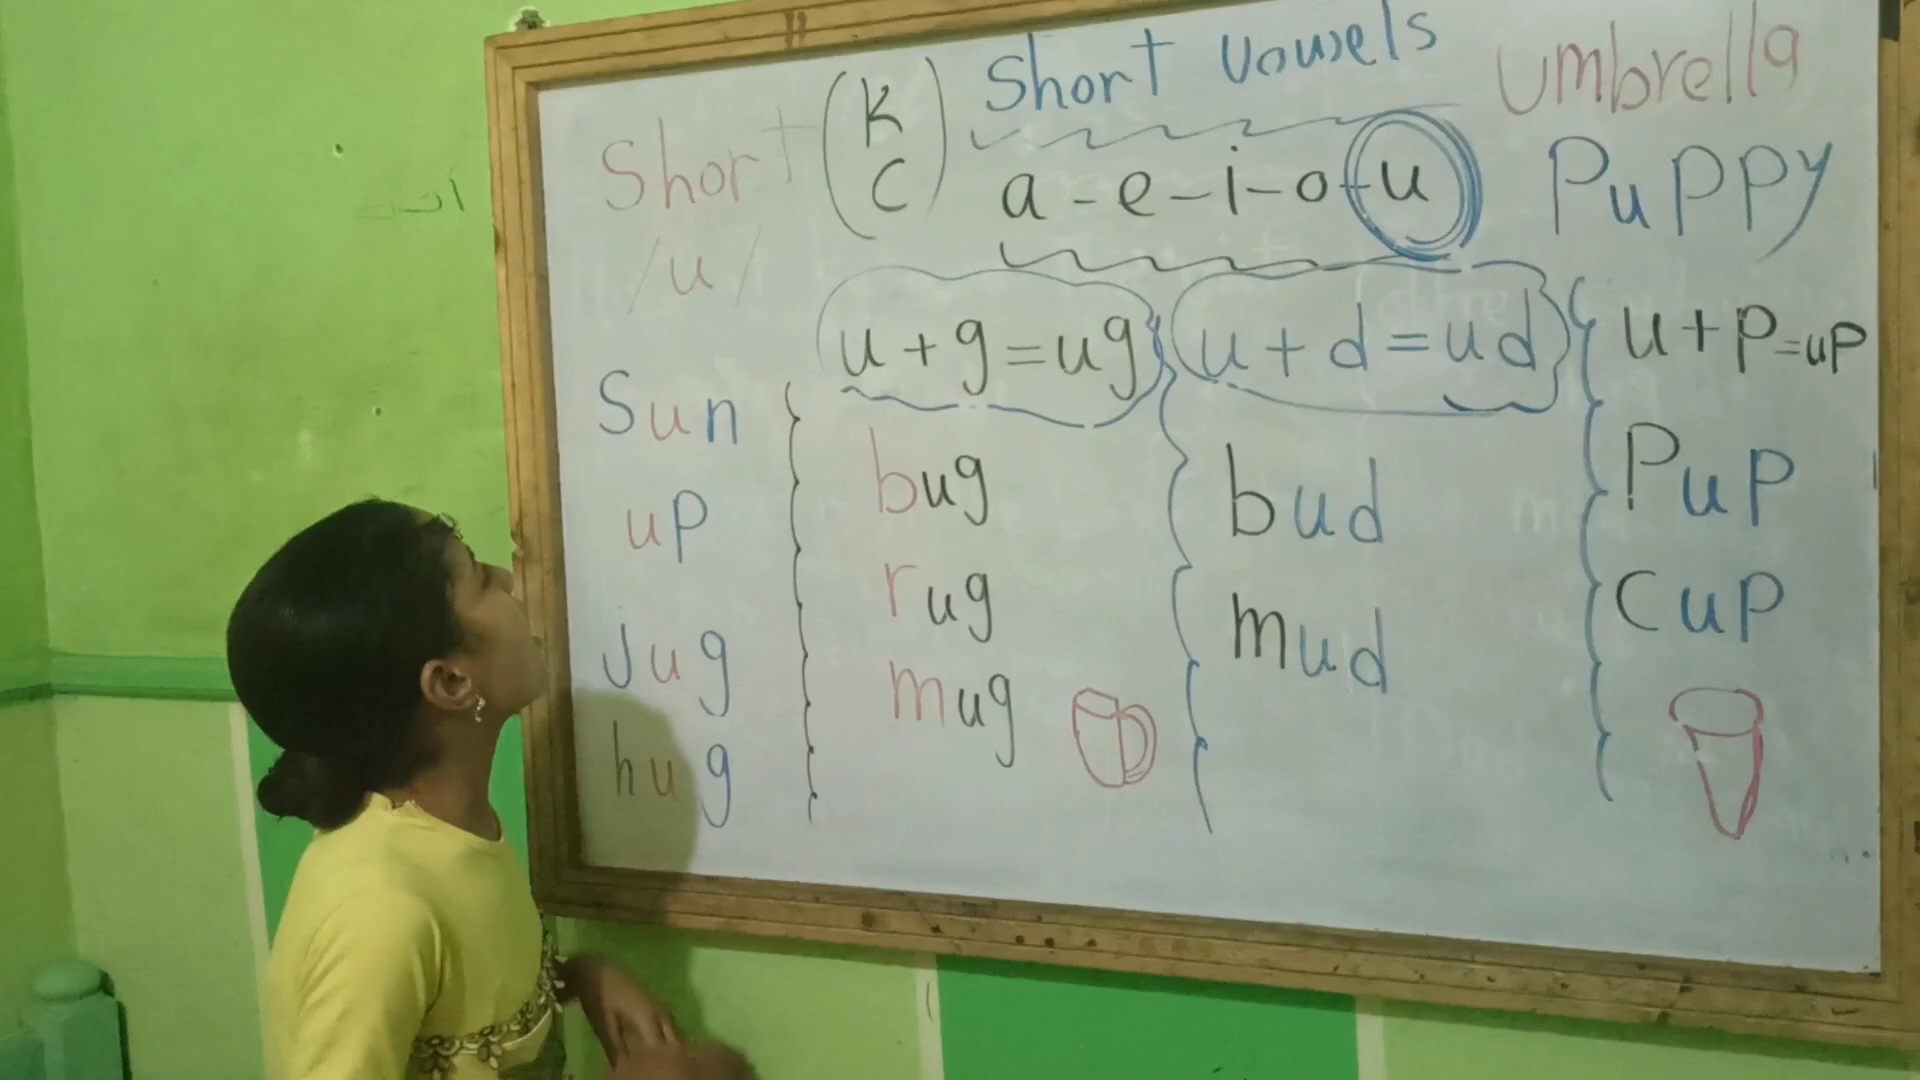 Short vowels
umbrella
Short
K
C
a - e - i - o - u
Puppy
/u/
u + g = ug
u + d = ud
u + p = up
Sun
up
Jug
hug
bug
rug
mug
bud
mud
Pup
Cup